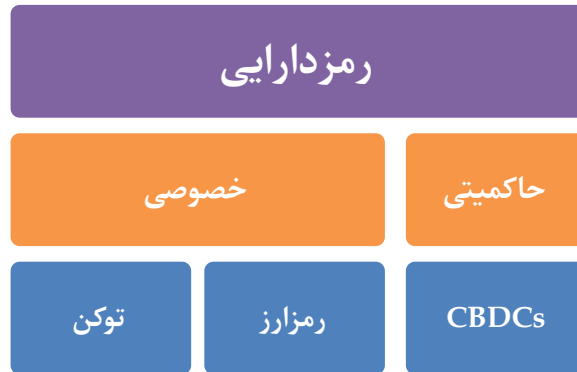 رمزدارایی
حاکمیتی
خصوصی
CBDCs
رمزارز
توکن